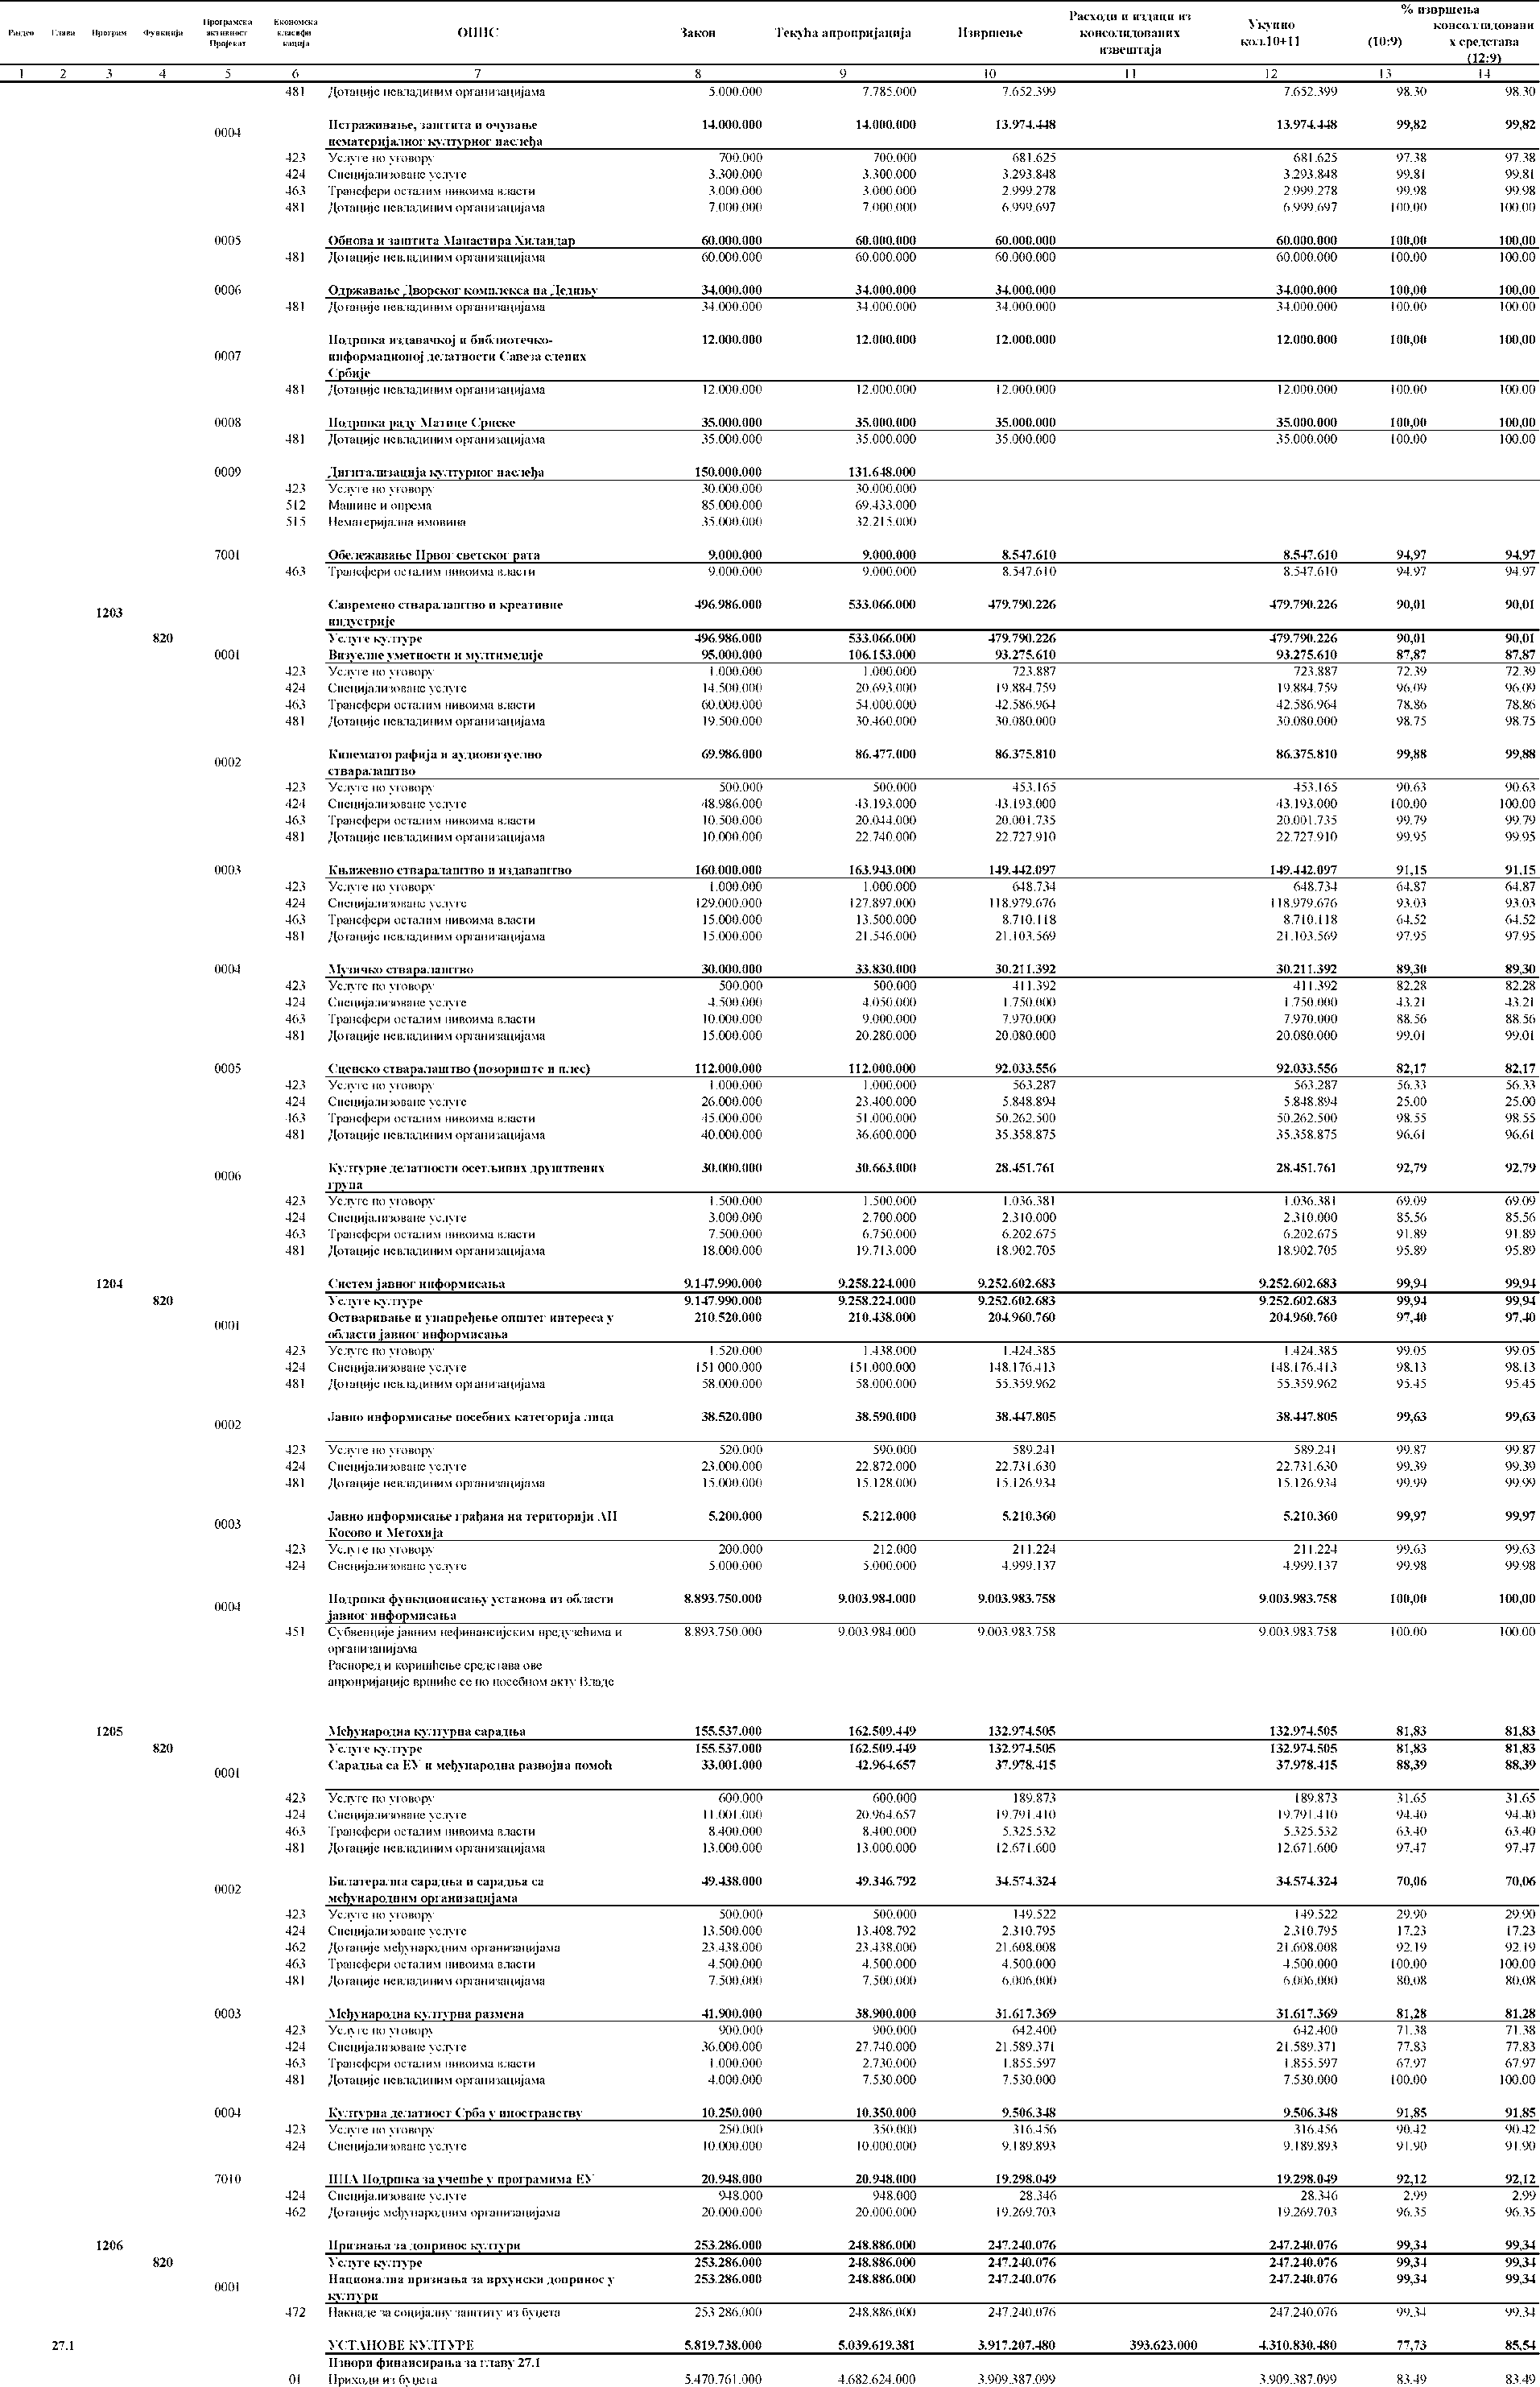 Раздео Глава Програм Функција Програмска активност Пројекат Економска класификација ОПИС Закон Текућа апропријација Извршење Расходи и издаци из консолидованих извештаја Укупно кол.10+11 % извршења (10:9) консолидованих средстава (12:9)
1 2 3 4 5 6 7 8 9 10 11 12 13 14
481 Дотације невладиним организацијама 5.000.000 7.785.000 7.652.399 7.652.399 98.30 98.30
0004 Истраживање, заштита и очување нематеријалног културног наслеђа 14.000.000 14.000.000 13.974.448 13.974.448 99,82 99,82
423 Услуге по уговору 700.000 700.000 681.625 681.625 97.38 97.38
424 Специјализоване услуге 3.300.000 3.300.000 3.293.848 3.293.848 99.81 99.81
463 Трансфери осталим нивоима власти 3.000.000 3.000.000 2.999.278 2.999.278 99.98 99.98
481 Дотације невладиним организацијама 7.000.000 7.000.000 6.999.697 6.999.697 100.00 100.00
0005 Обнова и заштита Манастира Хиландар 60.000.000 60.000.000 60.000.000 60.000.000 100,00 100,00
481 Дотације невладиним организацијама 60.000.000 60.000.000 60.000.000 60.000.000 100.00 100.00
0006 Одржавање Дворског комплекса на Дедињу 34.000.000 34.000.000 34.000.000 34.000.000 100,00 100,00
481 Дотације невладиним организацијама 34.000.000 34.000.000 34.000.000 34.000.000 100.00 100.00
0007 Подршка издавачкој и библиотечко-информационој делатности Савеза слепих Србије 12.000.000 12.000.000 12.000.000 12.000.000 100,00 100,00
481 Дотације невладиним организацијама 12.000.000 12.000.000 12.000.000 12.000.000 100.00 100.00
0008 Подршка раду Матице Српске 35.000.000 35.000.000 35.000.000 35.000.000 100,00 100,00
481 Дотације невладиним организацијама 35.000.000 35.000.000 35.000.000 35.000.000 100.00 100.00
0009 Дигитализација културног наслеђа 150.000.000 131.648.000
423 Услуге по уговору 30.000.000 30.000.000
512 Машине и опрема 85.000.000 69.433.000
515 Нематеријална имовина 35.000.000 32.215.000
7001 Обележавање Првог светског рата 9.000.000 9.000.000 8.547.610 8.547.610 94,97 94,97
463 Трансфери осталим нивоима власти 9.000.000 9.000.000 8.547.610 8.547.610 94.97 94.97
1203 Савремено стваралаштво и креативне индустрије 496.986.000 533.066.000 479.790.226 479.790.226 90,01 90,01
820 Услуге културе 496.986.000 533.066.000 479.790.226 479.790.226 90,01 90,01
0001 Визуелне уметности и мултимедије 95.000.000 106.153.000 93.275.610 93.275.610 87,87 87,87
423 Услуге по уговору 1.000.000 1.000.000 723.887 723.887 72.39 72.39
424 Специјализоване услуге 14.500.000 20.693.000 19.884.759 19.884.759 96.09 96.09
463 Трансфери осталим нивоима власти 60.000.000 54.000.000 42.586.964 42.586.964 78.86 78.86
481 Дотације невладиним организацијама 19.500.000 30.460.000 30.080.000 30.080.000 98.75 98.75
0002 Кинематографија и аудиовизуелно стваралаштво 69.986.000 86.477.000 86.375.810 86.375.810 99,88 99,88
423 Услуге по уговору 500.000 500.000 453.165 453.165 90.63 90.63
424 Специјализоване услуге 48.986.000 43.193.000 43.193.000 43.193.000 100.00 100.00
463 Трансфери осталим нивоима власти 10.500.000 20.044.000 20.001.735 20.001.735 99.79 99.79
481 Дотације невладиним организацијама 10.000.000 22.740.000 22.727.910 22.727.910 99.95 99.95
0003 Књижевно стваралаштво и издаваштво 160.000.000 163.943.000 149.442.097 149.442.097 91,15 91,15
423 Услуге по уговору 1.000.000 1.000.000 648.734 648.734 64.87 64.87
424 Специјализоване услуге 129.000.000 127.897.000 118.979.676 118.979.676 93.03 93.03
463 Трансфери осталим нивоима власти 15.000.000 13.500.000 8.710.118 8.710.118 64.52 64.52
481 Дотације невладиним организацијама 15.000.000 21.546.000 21.103.569 21.103.569 97.95 97.95
0004 Музичко стваралаштво 30.000.000 33.830.000 30.211.392 30.211.392 89,30 89,30
423 Услуге по уговору 500.000 500.000 411.392 411.392 82.28 82.28
424 Специјализоване услуге 4.500.000 4.050.000 1.750.000 1.750.000 43.21 43.21
463 Трансфери осталим нивоима власти 10.000.000 9.000.000 7.970.000 7.970.000 88.56 88.56
481 Дотације невладиним организацијама 15.000.000 20.280.000 20.080.000 20.080.000 99.01 99.01
0005 Сценско стваралаштво (позориште и плес) 112.000.000 112.000.000 92.033.556 92.033.556 82,17 82,17
423 Услуге по уговору 1.000.000 1.000.000 563.287 563.287 56.33 56.33
424 Специјализоване услуге 26.000.000 23.400.000 5.848.894 5.848.894 25.00 25.00
463 Трансфери осталим нивоима власти 45.000.000 51.000.000 50.262.500 50.262.500 98.55 98.55
481 Дотације невладиним организацијама 40.000.000 36.600.000 35.358.875 35.358.875 96.61 96.61
0006 Културне делатности осетљивих друштвених група 30.000.000 30.663.000 28.451.761 28.451.761 92,79 92,79
423 Услуге по уговору 1.500.000 1.500.000 1.036.381 1.036.381 69.09 69.09
424 Специјализоване услуге 3.000.000 2.700.000 2.310.000 2.310.000 85.56 85.56
463 Трансфери осталим нивоима власти 7.500.000 6.750.000 6.202.675 6.202.675 91.89 91.89
481 Дотације невладиним организацијама 18.000.000 19.713.000 18.902.705 18.902.705 95.89 95.89
1204 Систем јавног информисања 9.147.990.000 9.258.224.000 9.252.602.683 9.252.602.683 99,94 99,94
820 Услуге културе 9.147.990.000 9.258.224.000 9.252.602.683 9.252.602.683 99,94 99,94
0001 Остваривање и унапређење општег интереса у области јавног информисања 210.520.000 210.438.000 204.960.760 204.960.760 97,40 97,40
423 Услуге по уговору 1.520.000 1.438.000 1.424.385 1.424.385 99.05 99.05
424 Специјализоване услуге 151.000.000 151.000.000 148.176.413 148.176.413 98.13 98.13
481 Дотације невладиним организацијама 58.000.000 58.000.000 55.359.962 55.359.962 95.45 95.45
0002 Јавно информисање посебних категорија лица 38.520.000 38.590.000 38.447.805 38.447.805 99,63 99,63
423 Услуге по уговору 520.000 590.000 589.241 589.241 99.87 99.87
424 Специјализоване услуге 23.000.000 22.872.000 22.731.630 22.731.630 99.39 99.39
481 Дотације невладиним организацијама 15.000.000 15.128.000 15.126.934 15.126.934 99.99 99.99
0003 Јавно информисање грађана на територији АП Косово и Метохија 5.200.000 5.212.000 5.210.360 5.210.360 99,97 99,97
423 Услуге по уговору 200.000 212.000 211.224 211.224 99.63 99.63
424 Специјализоване услуге 5.000.000 5.000.000 4.999.137 4.999.137 99.98 99.98
0004 Подршка функционисању установа из области јавног информисања 8.893.750.000 9.003.984.000 9.003.983.758 9.003.983.758 100,00 100,00
451 Субвенције јавним нефинансијским предузећима и организацијама 8.893.750.000 9.003.984.000 9.003.983.758 9.003.983.758 100.00 100.00
Распоред и коришћење средстава ове
апропријације вршиће се по посебном акту Владе
1205 Међународна културна сарадња 155.537.000 162.509.449 132.974.505 132.974.505 81,83 81,83
820 Услуге културе 155.537.000 162.509.449 132.974.505 132.974.505 81,83 81,83
0001 Сарадња са ЕУ и међународна развојна помоћ 33.001.000 42.964.657 37.978.415 37.978.415 88,39 88,39
423 Услуге по уговору 600.000 600.000 189.873 189.873 31.65 31.65
424 Специјализоване услуге 11.001.000 20.964.657 19.791.410 19.791.410 94.40 94.40
463 Трансфери осталим нивоима власти 8.400.000 8.400.000 5.325.532 5.325.532 63.40 63.40
481 Дотације невладиним организацијама 13.000.000 13.000.000 12.671.600 12.671.600 97.47 97.47
0002 Билатерална сарадња и сарадња са међународним организацијама 49.438.000 49.346.792 34.574.324 34.574.324 70,06 70,06
423 Услуге по уговору 500.000 500.000 149.522 149.522 29.90 29.90
424 Специјализоване услуге 13.500.000 13.408.792 2.310.795 2.310.795 17.23 17.23
462 Дотације међународним организацијама 23.438.000 23.438.000 21.608.008 21.608.008 92.19 92.19
463 Трансфери осталим нивоима власти 4.500.000 4.500.000 4.500.000 4.500.000 100.00 100.00
481 Дотације невладиним организацијама 7.500.000 7.500.000 6.006.000 6.006.000 80.08 80.08
0003 Међународна културна размена 41.900.000 38.900.000 31.617.369 31.617.369 81,28 81,28
423 Услуге по уговору 900.000 900.000 642.400 642.400 71.38 71.38
424 Специјализоване услуге 36.000.000 27.740.000 21.589.371 21.589.371 77.83 77.83
463 Трансфери осталим нивоима власти 1.000.000 2.730.000 1.855.597 1.855.597 67.97 67.97
481 Дотације невладиним организацијама 4.000.000 7.530.000 7.530.000 7.530.000 100.00 100.00
0004 Културна делатност Срба у иностранству 10.250.000 10.350.000 9.506.348 9.506.348 91,85 91,85
423 Услуге по уговору 250.000 350.000 316.456 316.456 90.42 90.42
424 Специјализоване услуге 10.000.000 10.000.000 9.189.893 9.189.893 91.90 91.90
7010 ИПА Подршка за учешће у програмима ЕУ 20.948.000 20.948.000 19.298.049 19.298.049 92,12 92,12
424 Специјализоване услуге 948.000 948.000 28.346 28.346 2.99 2.99
462 Дотације међународним организацијама 20.000.000 20.000.000 19.269.703 19.269.703 96.35 96.35
1206 Признања за допринос култури 253.286.000 248.886.000 247.240.076 247.240.076 99,34 99,34
820 Услуге културе 253.286.000 248.886.000 247.240.076 247.240.076 99,34 99,34
0001 Национална признања за врхунски допринос у култури 253.286.000 248.886.000 247.240.076 247.240.076 99,34 99,34
472 Накнаде за социјалну заштиту из буџета 253.286.000 248.886.000 247.240.076 247.240.076 99.34 99.34
27.1 УСТАНОВЕ КУЛТУРЕ 5.819.738.000 5.039.619.381 3.917.207.480 393.623.000 4.310.830.480 77,73 85,54
Извори финансирања за главу 27.1
01 Приходи из буџета 5.470.761.000 4.682.624.000 3.909.387.099 3.909.387.099 83.49 83.49